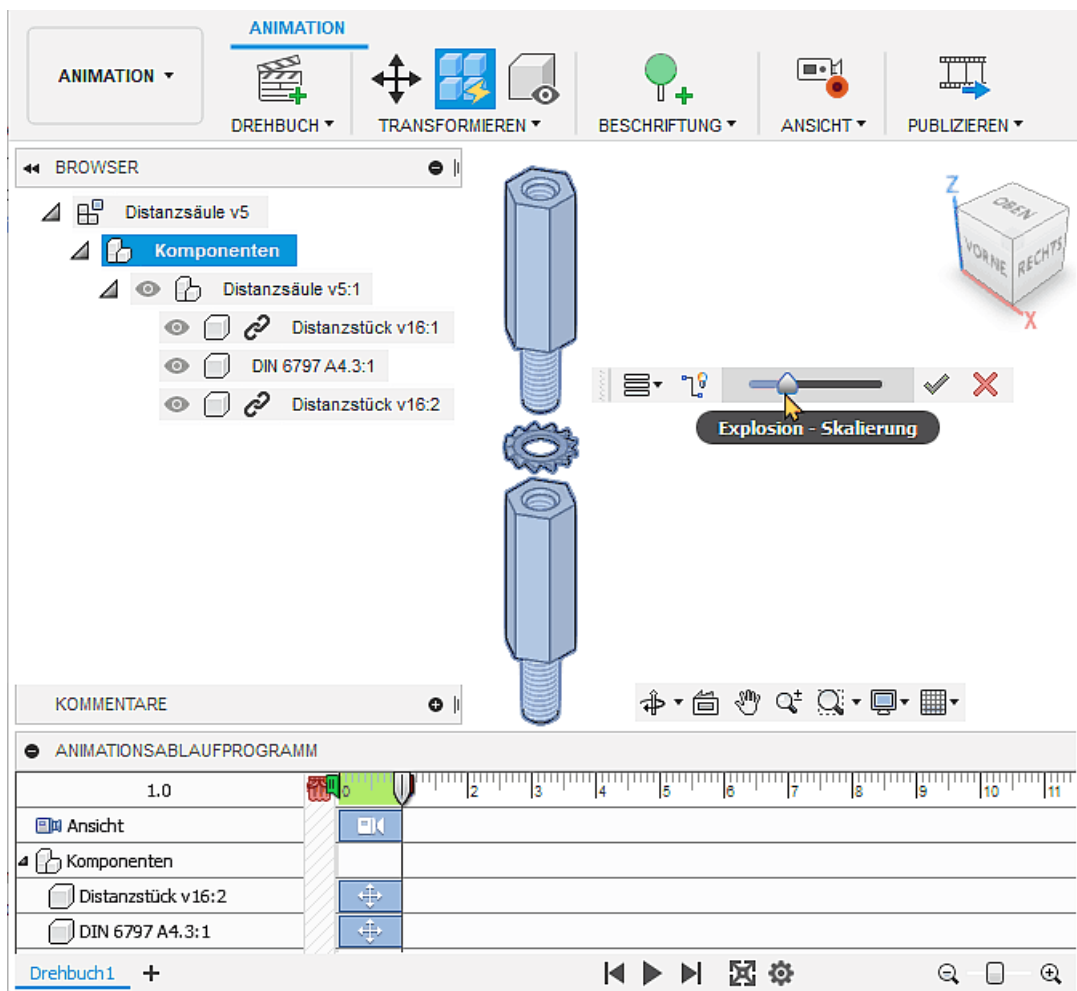 ANIMATION
ANIMATION
DREHBUCH
TRANSFORMIEREN
BESCHRIFTUNG
ANSICHT
PUBLIZIEREN
BROWSER
Distanzsäule v5
Komponenten
Distanzsäule v5:1
Distanzstück v16:1
DIN 6797 A4.3:1
Distanzstück v16:2
Z
OBEN
VORNE
RECHTS
X
Explosion - Skalierung
KOMMENTARE
ANIMATIONSABLAUFPROGRAMM
1.0
0 2 3 4 5 6 7 8 9 10 11
Ansicht
Komponenten
Distanzstück v16:2
DIN 6797 A4.3:1
Drehbuch1